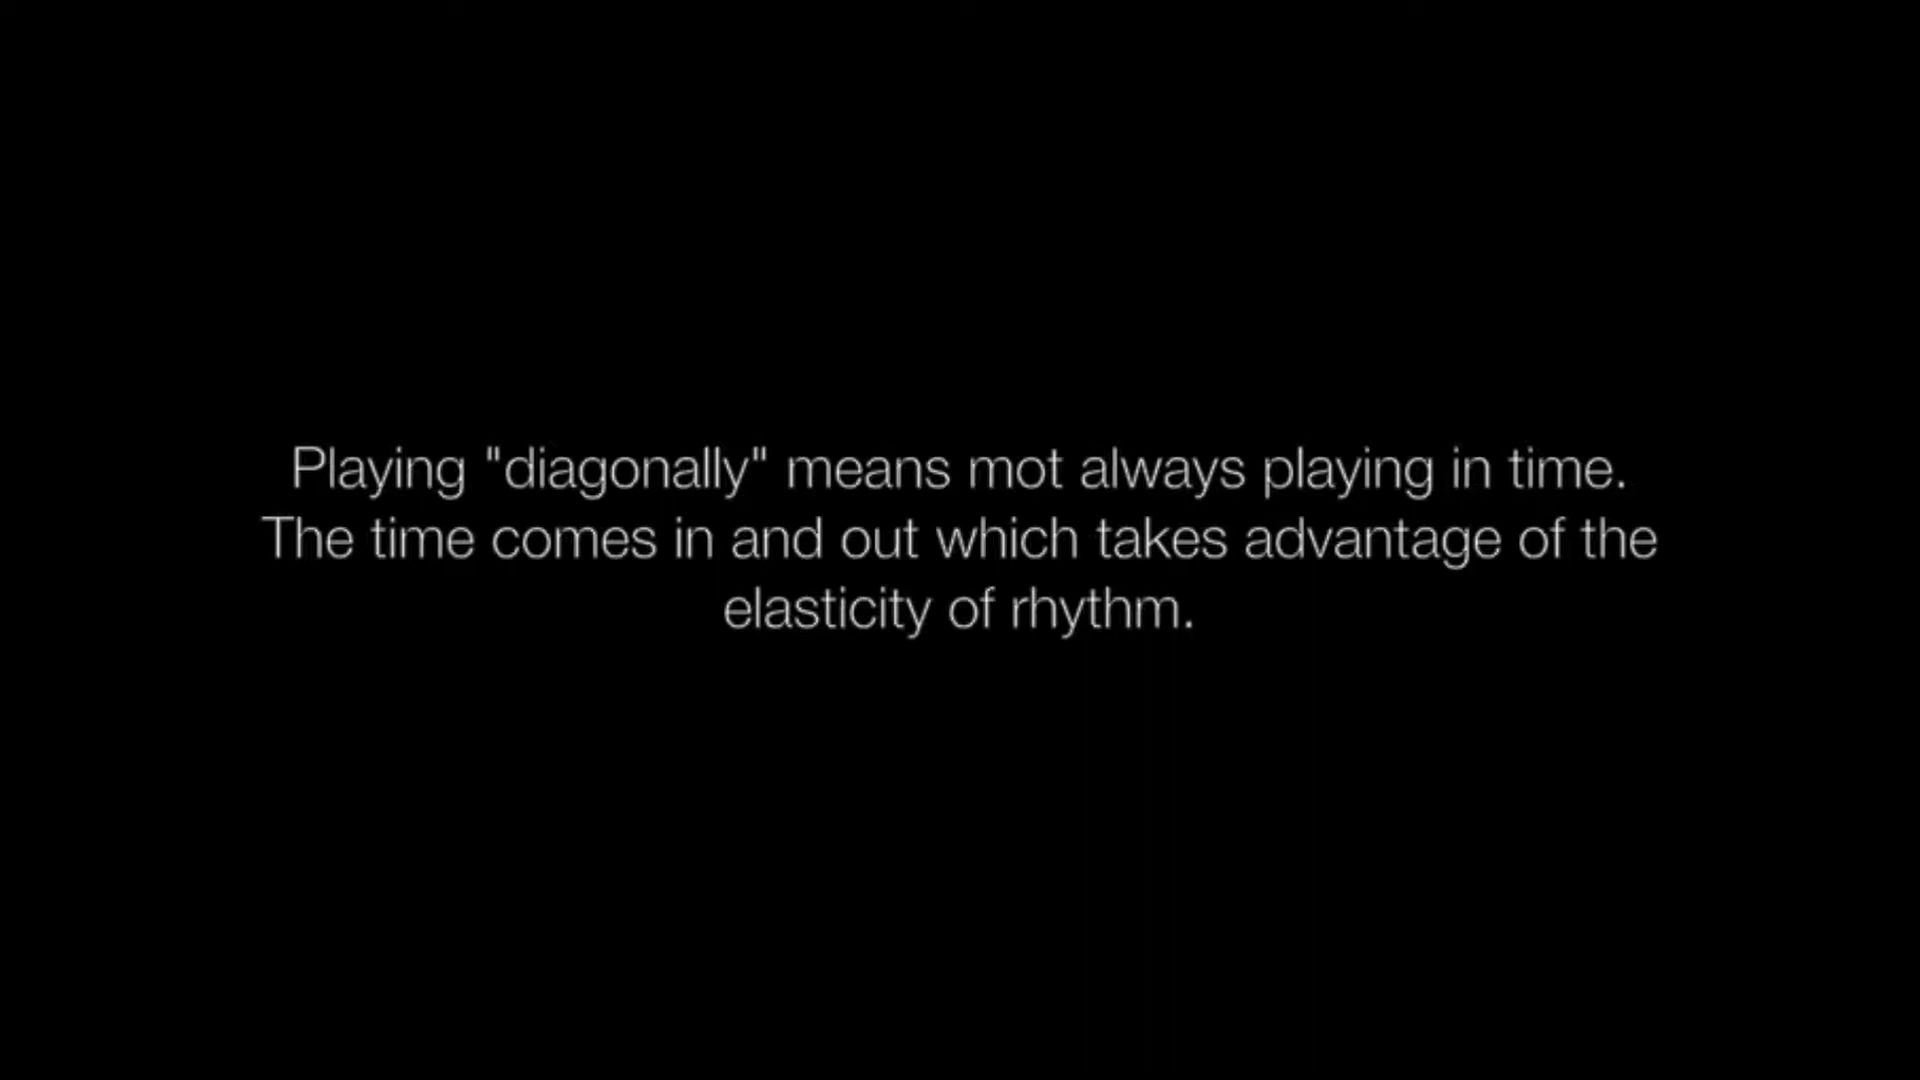 Playing "diagonally" means mot always playing in time.
The time comes in and out which takes advantage of the
elasticity of rhythm.